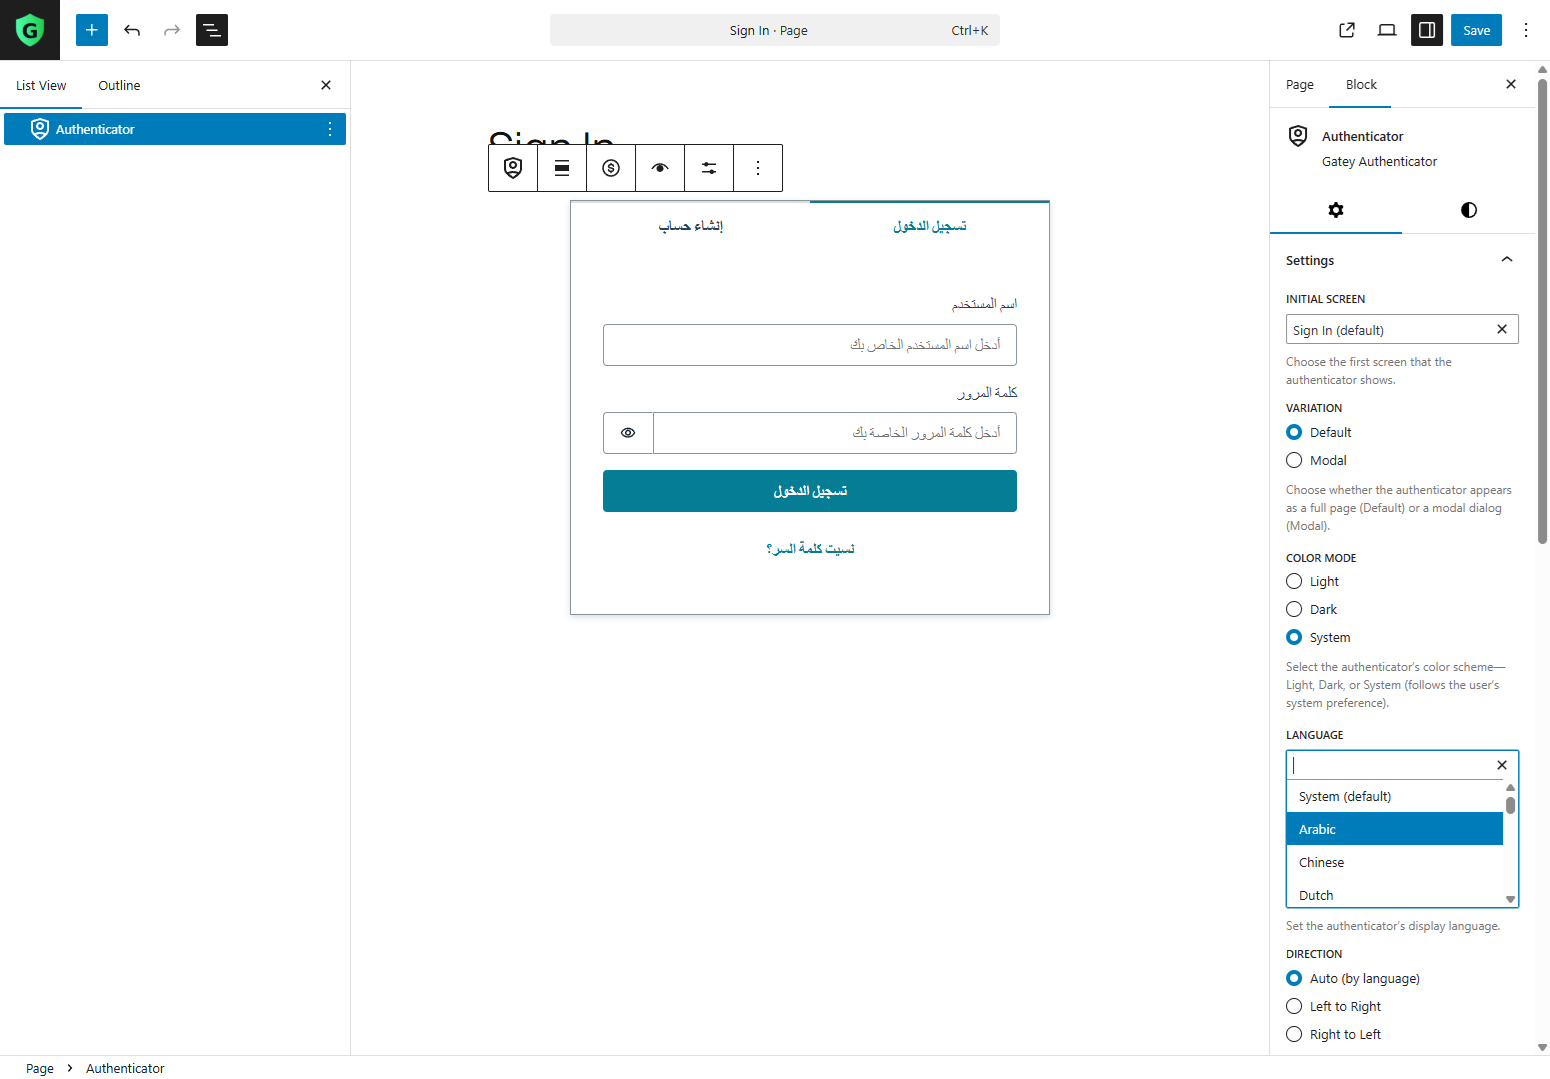 G
Sign In · Page
Ctrl+K
Save
List View
Outline
Authenticator
Sign In
تسجيل الدخول
إنشاء حساب
اسم المستخدم
أدخل اسم المستخدم الخاص بك
كلمة المرور
أدخل كلمة المرور الخاصة بك
تسجيل الدخول
نسيت كلمة السر؟
Page
Block
Authenticator
Gatey Authenticator
Settings
INITIAL SCREEN
Sign In (default)
Choose the first screen that the
authenticator shows.
VARIATION
Default
Modal
Choose whether the authenticator appears
as a full page (Default) or a modal dialog
(Modal).
COLOR MODE
Light
Dark
System
Select the authenticator’s color scheme—
Light, Dark, or System (follows the user’s
system preference).
LANGUAGE
System (default)
Arabic
Chinese
Dutch
Set the authenticator’s display language.
DIRECTION
Auto (by language)
Left to Right
Right to Left
Page
Authenticator